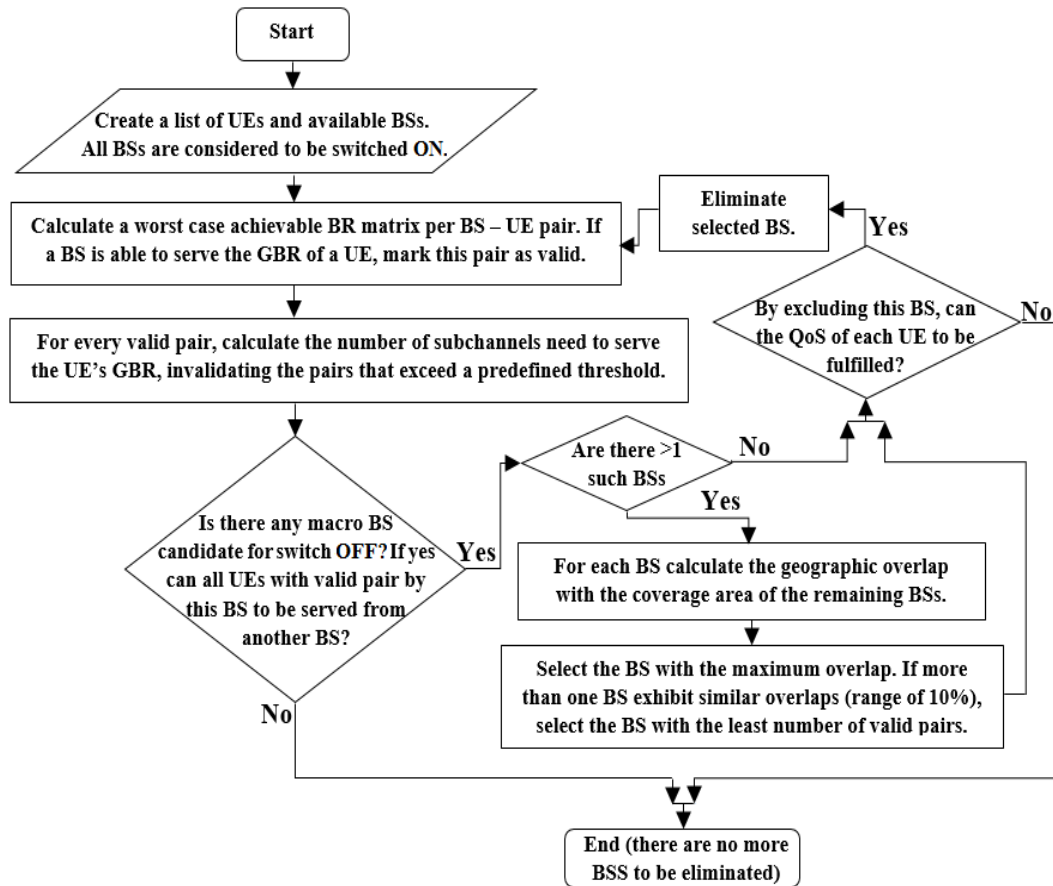 Start
Create a list of UEs and available BSs.
All BSs are considered to be switched ON.
Calculate a worst case achievable BR matrix per BS – UE pair. If
a BS is able to serve the GBR of a UE, mark this pair as valid.
Eliminate
selected BS.
Yes
By excluding this BS, can
the QoS of each UE to be
fulfilled?
No
For every valid pair, calculate the number of subchannels need to serve
the UE's GBR, invalidating the pairs that exceed a predefined threshold.
Are there >1
such BSs
No
Yes
Is there any macro BS
candidate for switch OFF? If yes
can all UEs with valid pair by
this BS to be served from
another BS?
Yes
No
For each BS calculate the geographic overlap
with the coverage area of the remaining BSs.
Select the BS with the maximum overlap. If more
than one BS exhibit similar overlaps (range of 10%),
select the BS with the least number of valid pairs.
End (there are no more
BSS to be eliminated)